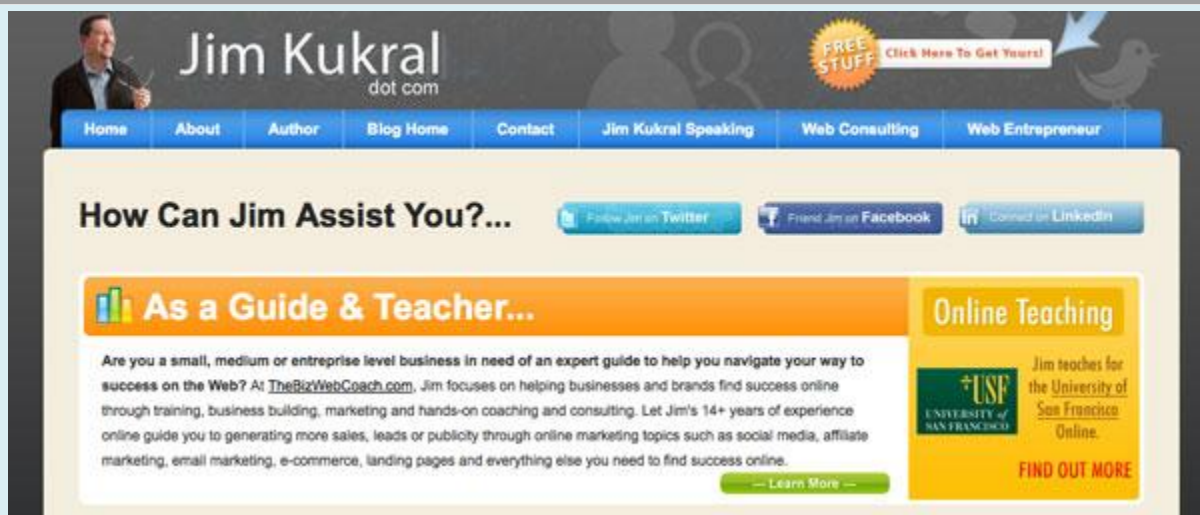 Jim Kukral
dot com
FREE
STUFF
Click Here To Get Yours!
Home About Author Blog Home Contact Jim Kukral Speaking Web Consulting Web Entrepreneur
How Can Jim Assist You?...
Follow Jim on Twitter
Friend Jim on Facebook
in Connect on LinkedIn
As a Guide & Teacher...
Are you a small, medium or entreprise level business in need of an expert guide to help you navigate your way to
success on the Web? At TheBizWebCoach.com, Jim focuses on helping businesses and brands find success online
through training, business building, marketing and hands-on coaching and consulting. Let Jim's 14+ years of experience
online guide you to generating more sales, leads or publicity through online marketing topics such as social media, affiliate
marketing, email marketing, e-commerce, landing pages and everything else you need to find success online.
— Learn More —
Online Teaching
USF
UNIVERSITY of
SAN FRANCISCO
Jim teaches for
the University of
San Francisco
Online.
FIND OUT MORE